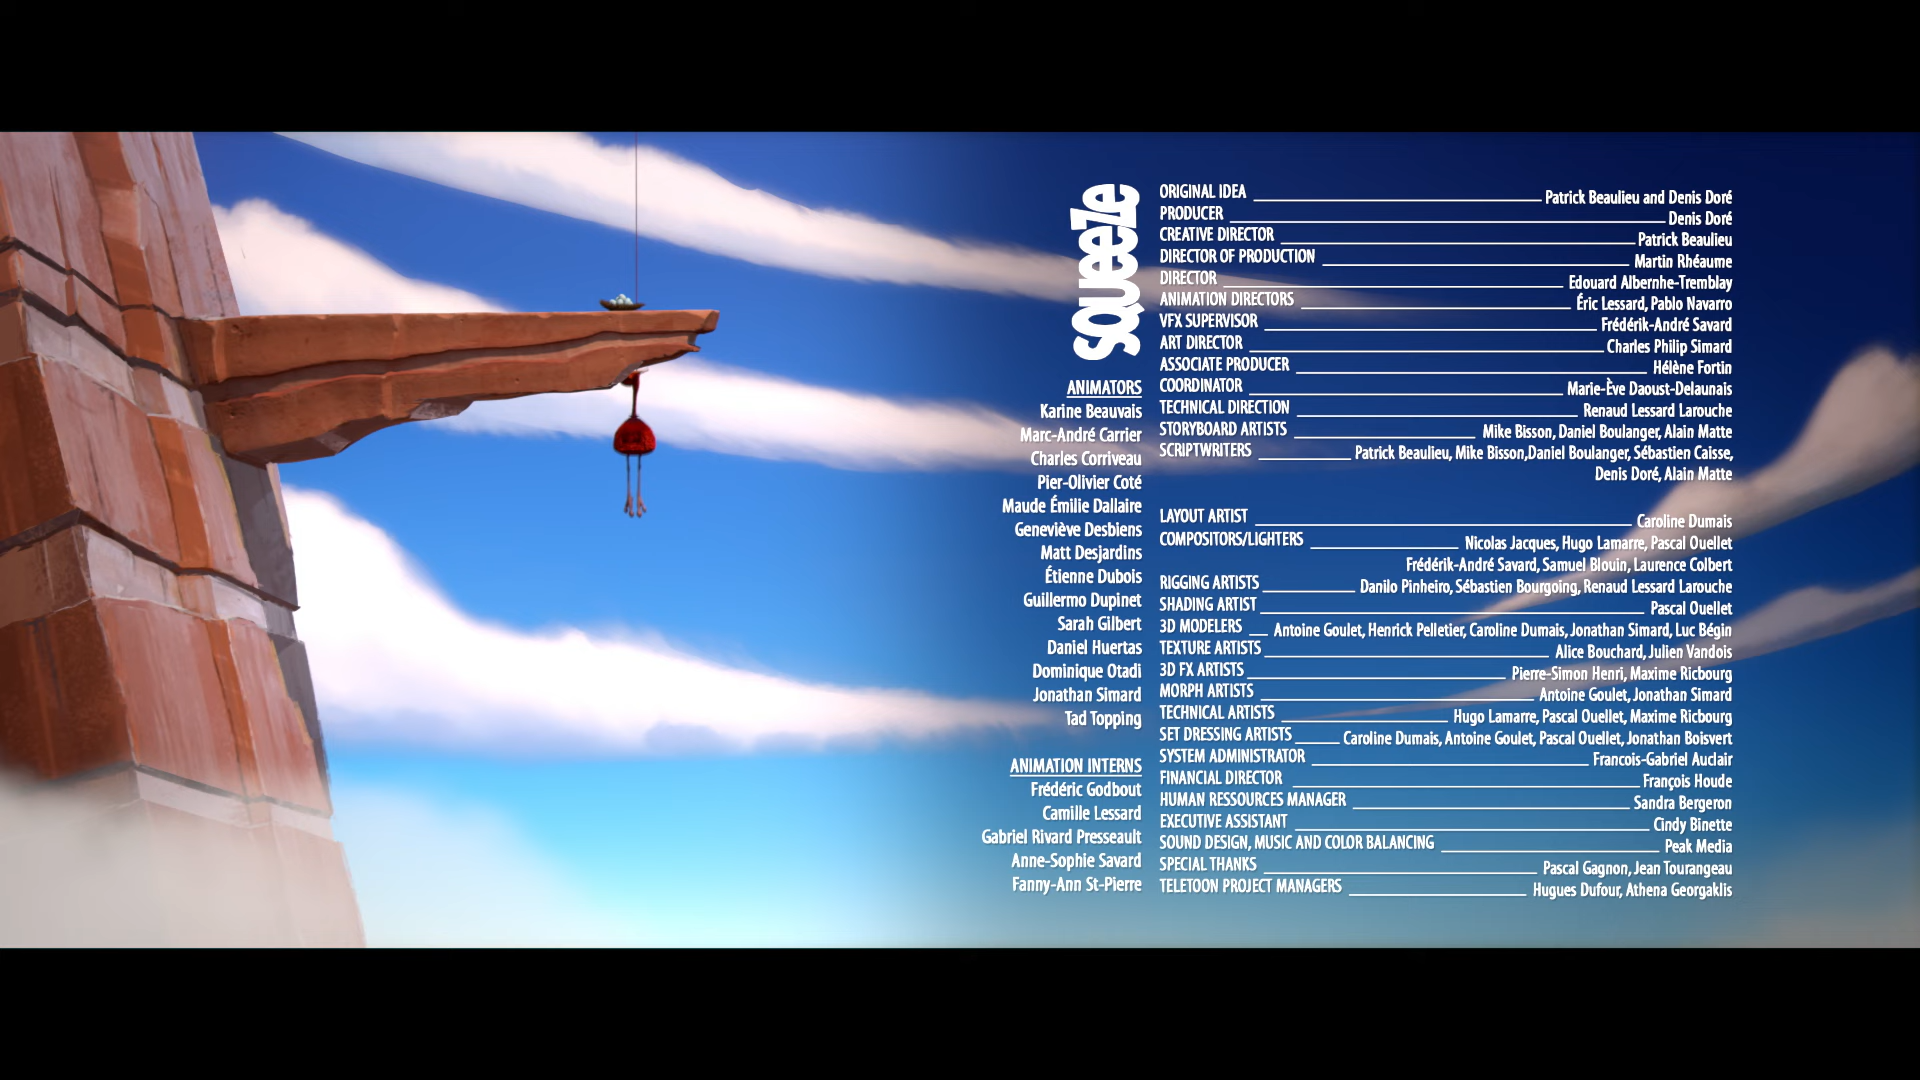 squeeze
ANIMATORS
Karine Beauvais
Marc-André Carrier
Charles Corriveau
Pier-Olivier Coté
Maude Émilie Dallaire
Geneviève Desbiens
Matt Desjardins
Étienne Dubois
Guillermo Dupinet
Sarah Gilbert
Daniel Huertas
Dominique Otadi
Jonathan Simard
Tad Topping
ANIMATION INTERNS
Frédéric Godbout
Camille Lessard
Gabriel Rivard Presseault
Anne-Sophie Savard
Fanny-Ann St-Pierre
ORIGINAL IDEA Patrick Beaulieu and Denis Doré
PRODUCER Denis Doré
CREATIVE DIRECTOR Patrick Beaulieu
DIRECTOR OF PRODUCTION Martin Rhéaume
DIRECTOR Edouard Albernhe-Tremblay
ANIMATION DIRECTORS Éric Lessard, Pablo Navarro
VFX SUPERVISOR Frédérik-André Savard
ART DIRECTOR Charles Philip Simard
ASSOCIATE PRODUCER Hélène Fortin
COORDINATOR Marie-Ève Daoust-Delaunais
TECHNICAL DIRECTION Renaud Lessard Larouche
STORYBOARD ARTISTS Mike Bisson, Daniel Boulanger, Alain Matte
SCRIPTWRITERS Patrick Beaulieu, Mike Bisson,Daniel Boulanger, Sébastien Caisse,
Denis Doré, Alain Matte
LAYOUT ARTIST Caroline Dumais
COMPOSITORS/LIGHTERS Nicolas Jacques, Hugo Lamarre, Pascal Ouellet
Frédérik-André Savard, Samuel Blouin, Laurence Colbert
RIGGING ARTISTS Danilo Pinheiro, Sébastien Bourgoing, Renaud Lessard Larouche
SHADING ARTIST Pascal Ouellet
3D MODELERS Antoine Goulet, Henrick Pelletier, Caroline Dumais, Jonathan Simard, Luc Bégin
TEXTURE ARTISTS Alice Bouchard, Julien Vandois
3D FX ARTISTS Pierre-Simon Henri, Maxime Ricbourg
MORPH ARTISTS Antoine Goulet, Jonathan Simard
TECHNICAL ARTISTS Hugo Lamarre, Pascal Ouellet, Maxime Ricbourg
SET DRESSING ARTISTS Caroline Dumais, Antoine Goulet, Pascal Ouellet, Jonathan Boisvert
SYSTEM ADMINISTRATOR Francois-Gabriel Auclair
FINANCIAL DIRECTOR François Houde
HUMAN RESSOURCES MANAGER Sandra Bergeron
EXECUTIVE ASSISTANT Cindy Binette
SOUND DESIGN, MUSIC AND COLOR BALANCING Peak Media
SPECIAL THANKS Pascal Gagnon, Jean Tourangeau
TELETOON PROJECT MANAGERS Hugues Dufour, Athena Georgaklis